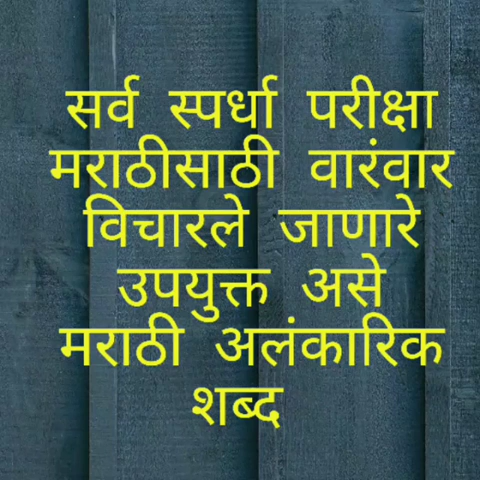 सर्व स्पर्धा परीक्षा
मराठीसाठी वारंवार
विचारले जाणारे
उपयुक्त असे
मराठी अलंकारिक
शब्द